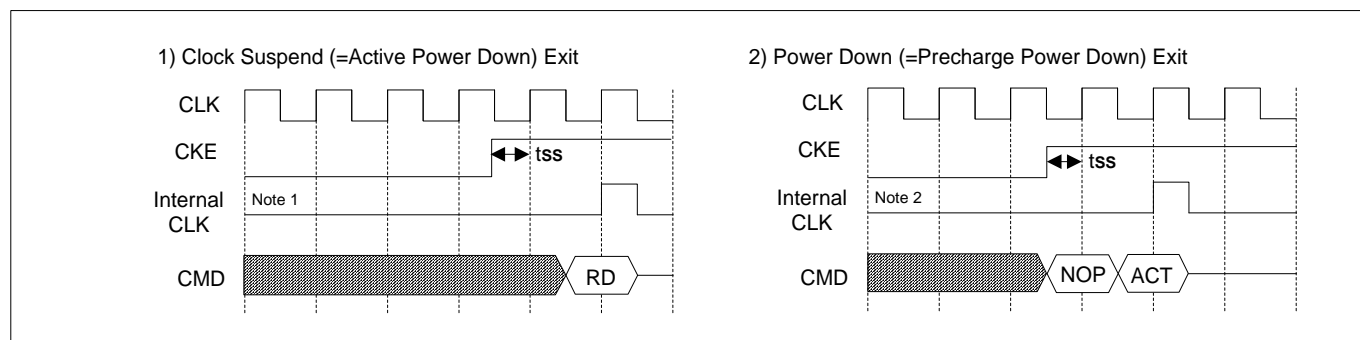 1) Clock Suspend (=Active Power Down) Exit
CLK
CKE
tss
Internal
CLK
Note 1
CMD
RD
2) Power Down (=Precharge Power Down) Exit
CLK
CKE
tss
Internal
CLK
Note 2
CMD
NOP
ACT